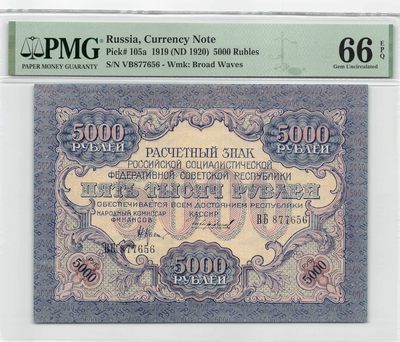 PMG
PAPER MONEY GUARANTY
Russia, Currency Note
Pick# 105a 1919 (ND 1920) 5000 Rubles
S/N VB877656 - Wmk: Broad Waves
66 EPQ
Gem Uncirculated
5000
РУБЛЕЙ
5000
РУБЛЕЙ
РАСЧЕТНЫЙ ЗНАК
РОССИЙСКОЙ СОЦИАЛИСТИЧЕСКОЙ
ФЕДЕРАТИВНОЙ СОВЕТСКОЙ РЕСПУБЛИКИ
ПЯТЬ ТЫСЯЧ РУБЛЕЙ
ОБЕСПЕЧИВАЕТСЯ ВСЕМ ДОСТОЯНИЕМ РЕСПУБЛИКИ
НАРОДНЫЙ КОМИССАР
ФИНАНСОВ
КАССИР
ВБ 877656
ВБ 877656
5000
5000
РУБЛЕЙ
5000